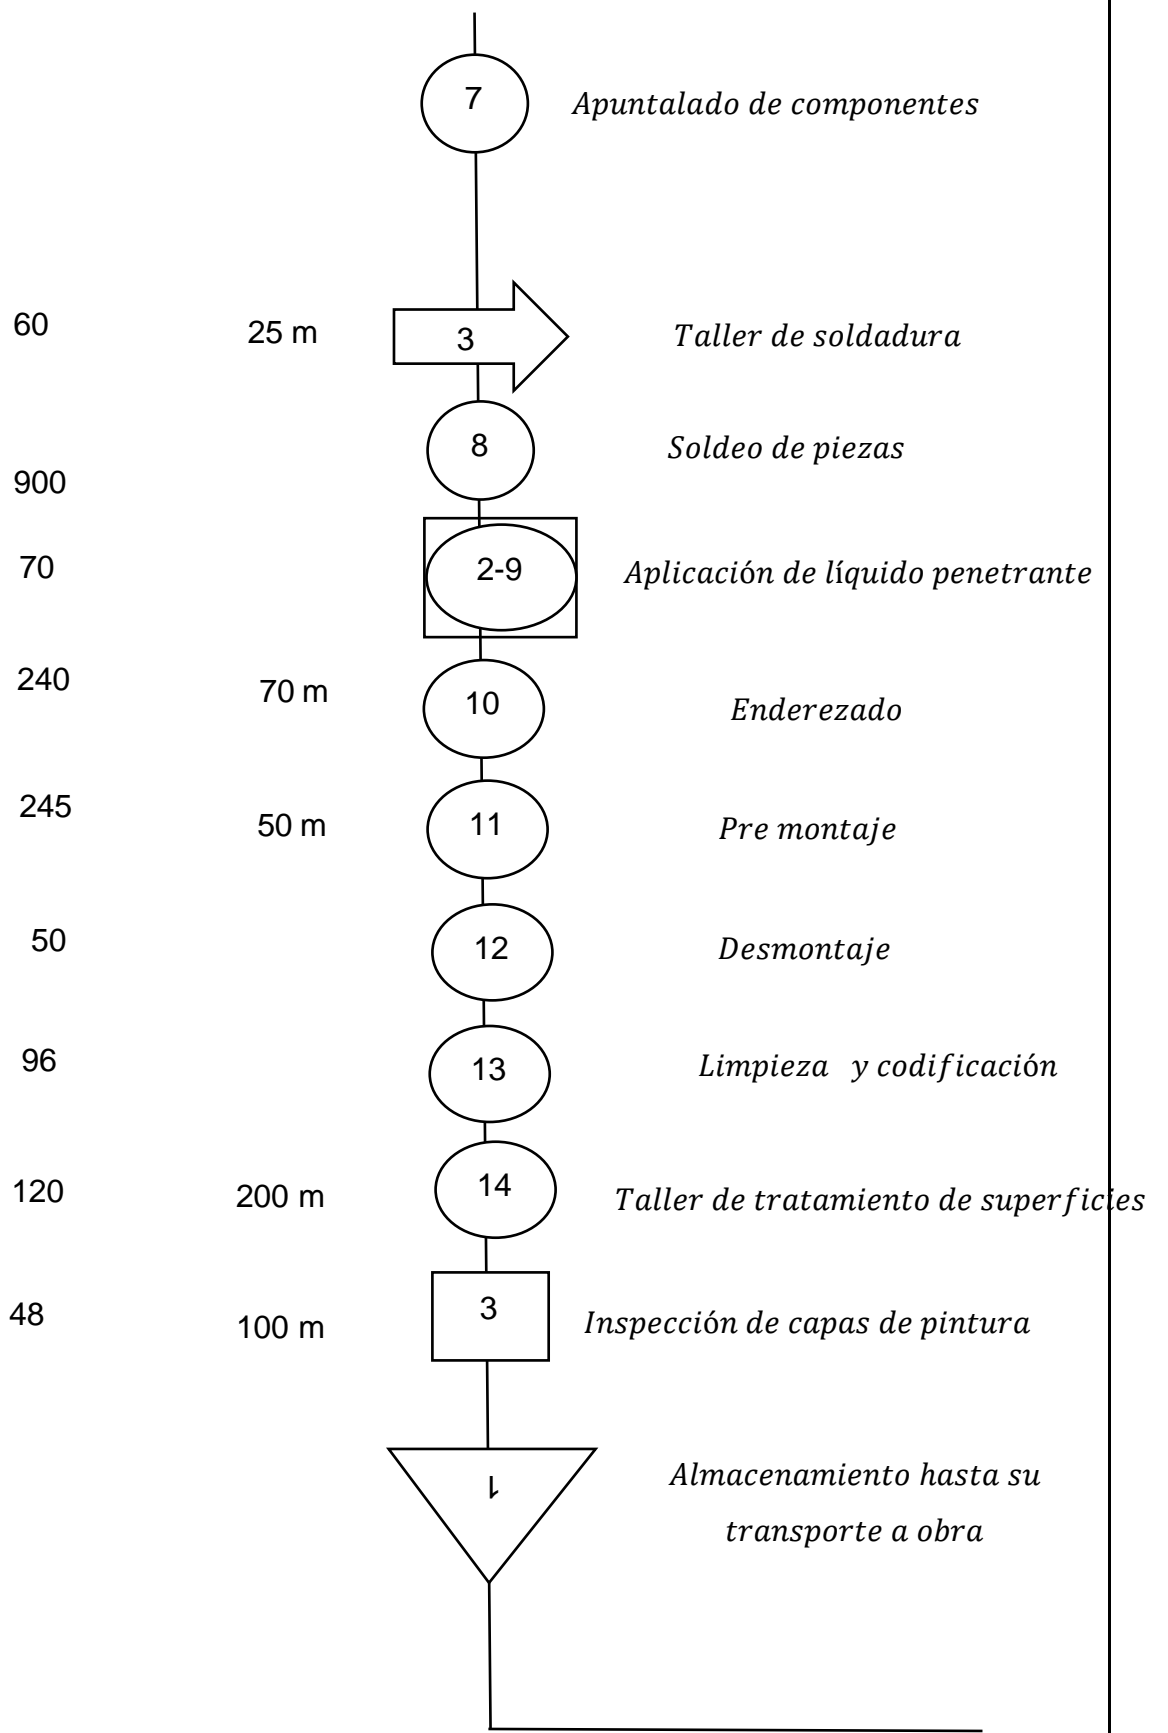 7 Apuntalado de componentes
60 25 m 3 Taller de soldadura
8 Soldeo de piezas
900
70 2-9 Aplicación de líquido penetrante
240 70 m 10 Enderezado
245 50 m 11 Pre montaje
50 12 Desmontaje
96 13 Limpieza y codificación
120 200 m 14 Taller de tratamiento de superficies
48 100 m 3 Inspección de capas de pintura
1 Almacenamiento hasta su
transporte a obra